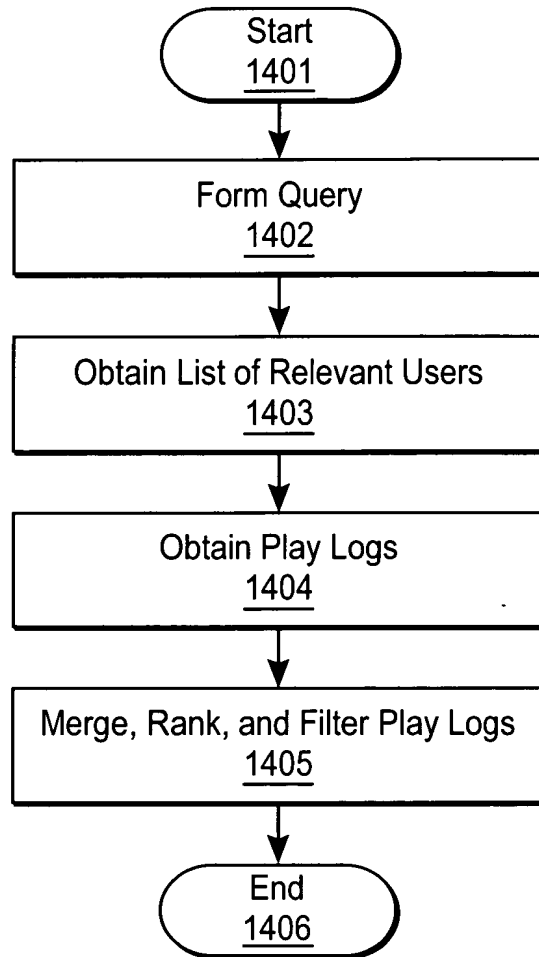 Start
1401
Form Query
1402
Obtain List of Relevant Users
1403
Obtain Play Logs
1404
Merge, Rank, and Filter Play Logs
1405
End
1406